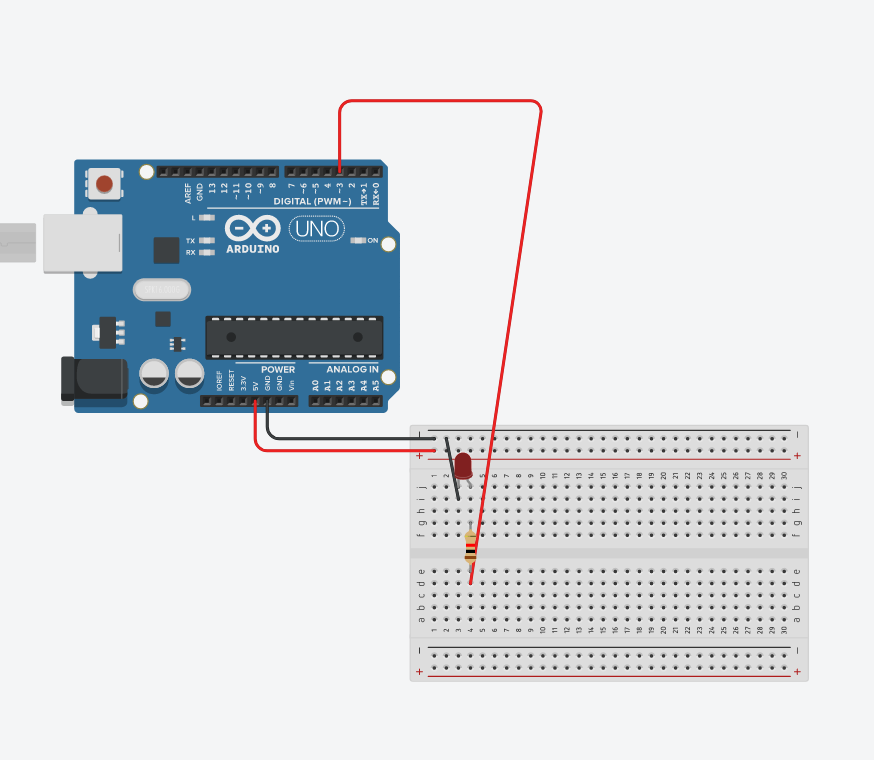 AREF GND 13 12 ~11 ~10 ~9 8 7 ~6 ~5 4 ~3 2 TX→1 RX←0
DIGITAL (PWM~)
L
TX
RX
ARDUINO
UNO
ON
POWER ANALOG IN
IOREF RESET 3.3V 5V GND GND Vin A0 A1 A2 A3 A4 A5
− −
+ +
1 2 3 4 5 6 7 8 9 10 11 12 13 14 15 16 17 18 19 20 21 22 23 24 25 26 27 28 29 30
j j
i i
h h
g g
f f
e e
d d
c c
b b
a a
1 2 3 4 5 6 7 8 9 10 11 12 13 14 15 16 17 18 19 20 21 22 23 24 25 26 27 28 29 30
− −
+ +